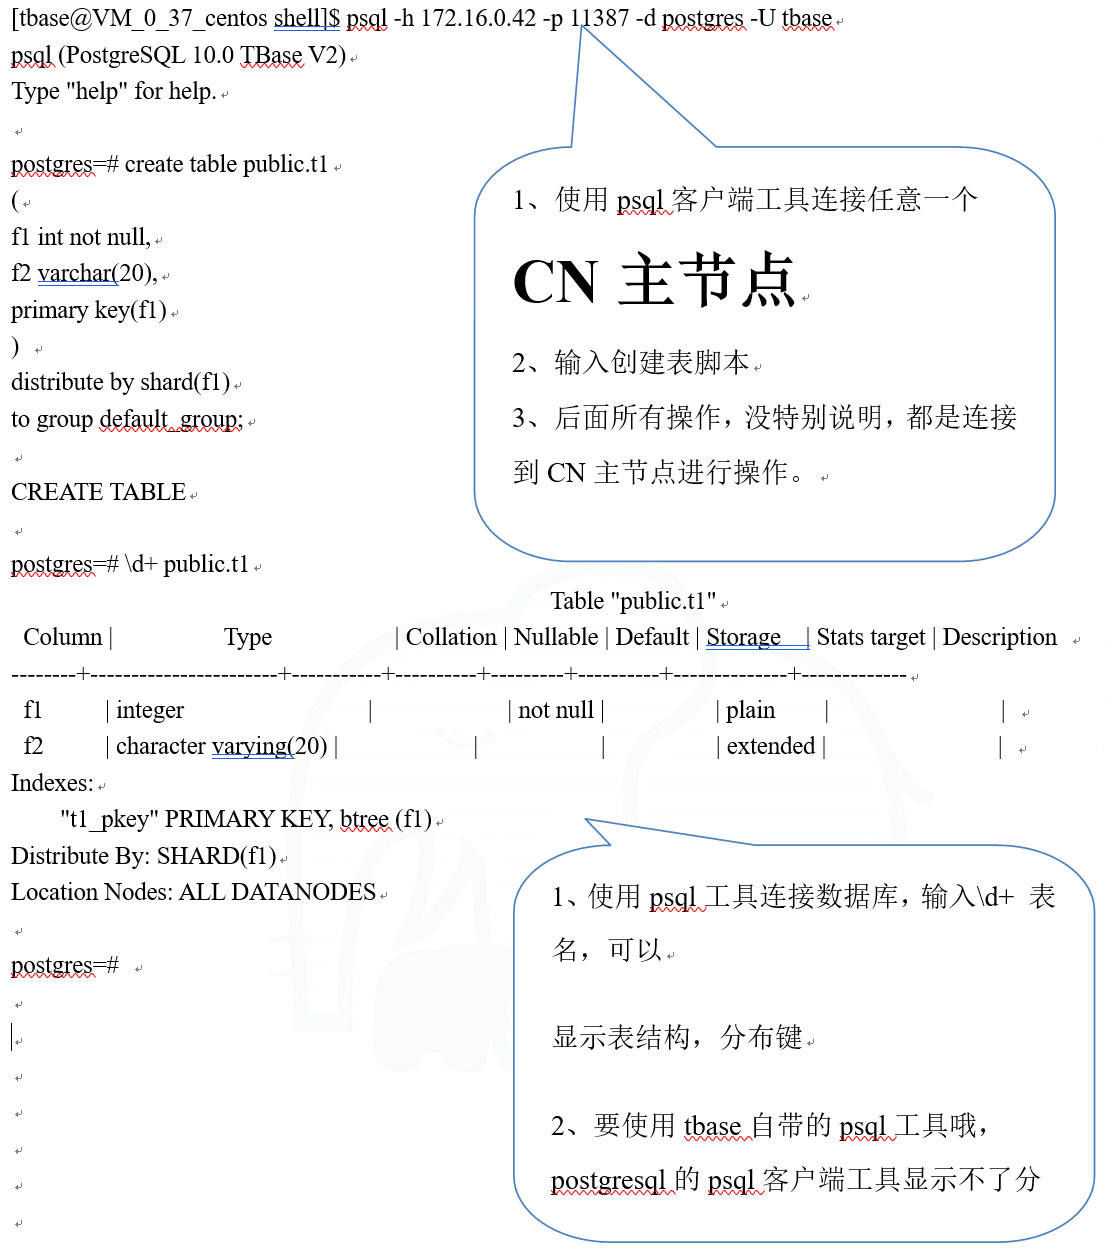 [tbase@VM_0_37_centos shell]$ psql -h 172.16.0.42 -p 11387 -d postgres -U tbase
psql (PostgreSQL 10.0 TBase V2)
Type "help" for help.
postgres=# create table public.t1
(
f1 int not null,
f2 varchar(20),
primary key(f1)
)
distribute by shard(f1)
to group default_group;
CREATE TABLE
postgres=# \d+ public.t1
1、使用 psql 客户端工具连接任意一个
CN 主节点
2、输入创建表脚本
3、后面所有操作，没特别说明，都是连接
到 CN 主节点进行操作。
Table "public.t1"
Column | Type | Collation | Nullable | Default | Storage | Stats target | Description
--------+-----------------------+-----------+----------+---------+----------+--------------+-------------
f1 | integer | | not null | | plain | |
f2 | character varying(20) | | | | extended | |
Indexes:
"t1_pkey" PRIMARY KEY, btree (f1)
Distribute By: SHARD(f1)
Location Nodes: ALL DATANODES
postgres=#
1、使用 psql 工具连接数据库，输入\d+ 表
名，可以
显示表结构，分布键
2、要使用 tbase 自带的 psql 工具哦，
postgresql 的 psql 客户端工具显示不了分